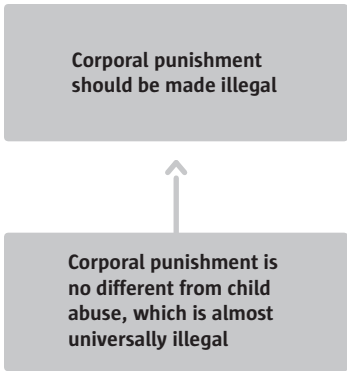 Corporal punishment
should be made illegal
Corporal punishment is
no different from child
abuse, which is almost
universally illegal